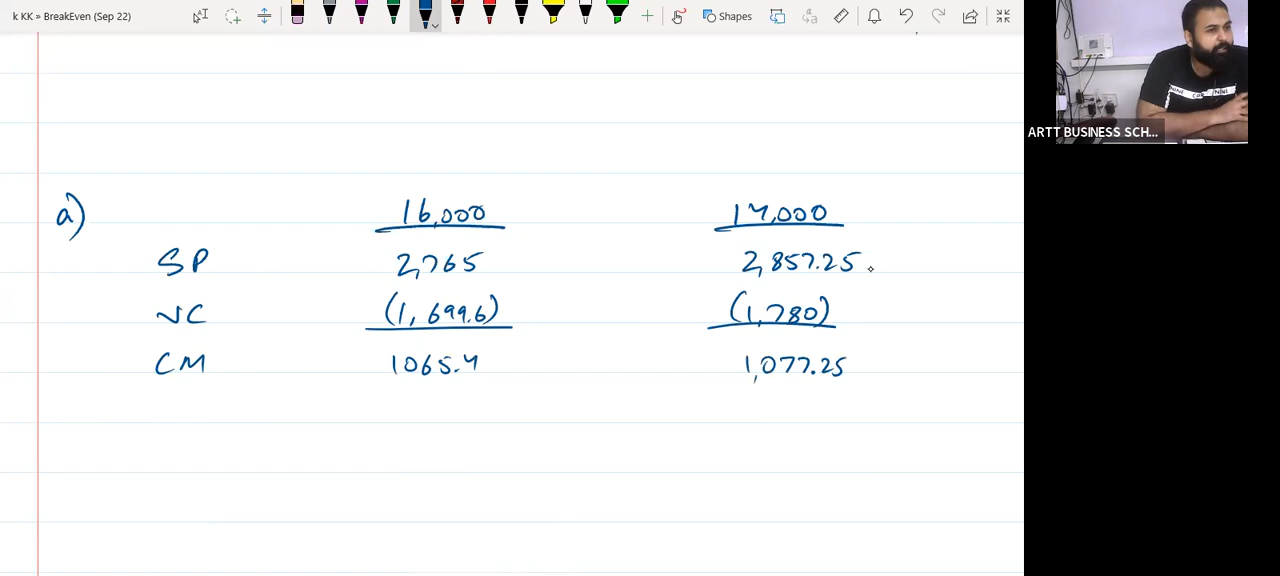 k KK » BreakEven (Sep 22)
Shapes
ARTT BUSINESS SCH...
a) 16,000 14,000
SP 2,765 2,857.25
VC (1,699.6) (1,780)
CM 1065.4 1,077.25